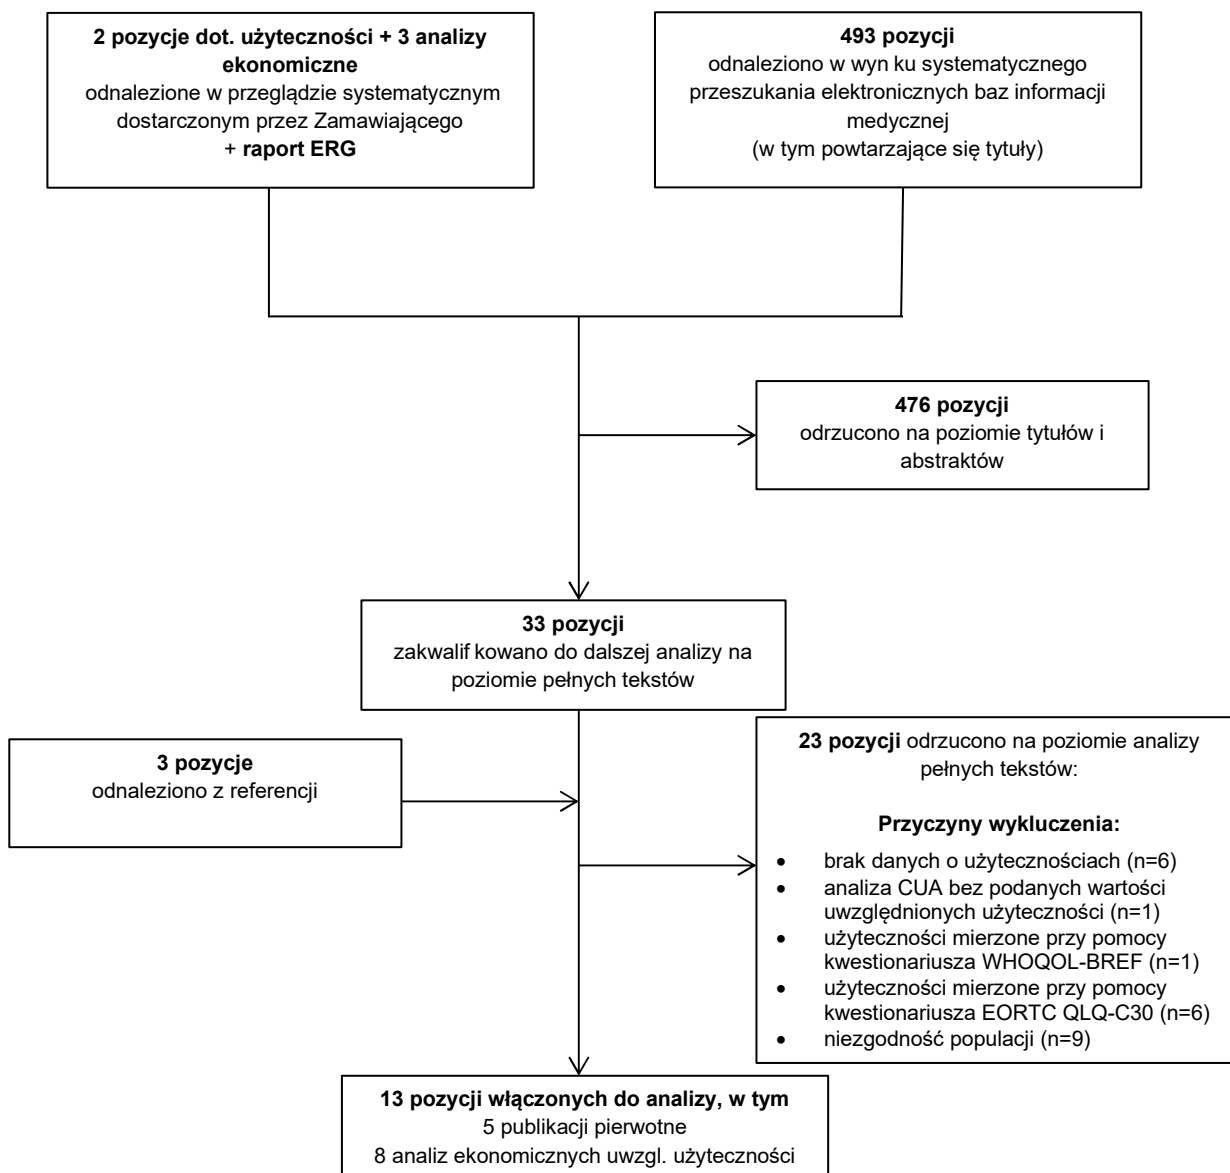 2 pozycje dot. użyteczności + 3 analizy
ekonomiczne
odnalezione w przeglądzie systematycznym
dostarczonym przez Zamawiającego
+ raport ERG
493 pozycji
odnaleziono w wyn ku systematycznego
przeszukania elektronicznych baz informacji
medycznej
(w tym powtarzające się tytuły)
476 pozycji
odrzucono na poziomie tytułów i
abstraktów
33 pozycji
zakwalif kowano do dalszej analizy na
poziomie pełnych tekstów
3 pozycje
odnaleziono z referencji
23 pozycji odrzucono na poziomie analizy
pełnych tekstów:
Przyczyny wykluczenia:
• brak danych o użytecznościach (n=6)
• analiza CUA bez podanych wartości
uwzględnionych użyteczności (n=1)
• użyteczności mierzone przy pomocy
kwestionariusza WHOQOL-BREF (n=1)
• użyteczności mierzone przy pomocy
kwestionariusza EORTC QLQ-C30 (n=6)
• niezgodność populacji (n=9)
13 pozycji włączonych do analizy, w tym
5 publikacji pierwotne
8 analiz ekonomicznych uwzgl. użyteczności